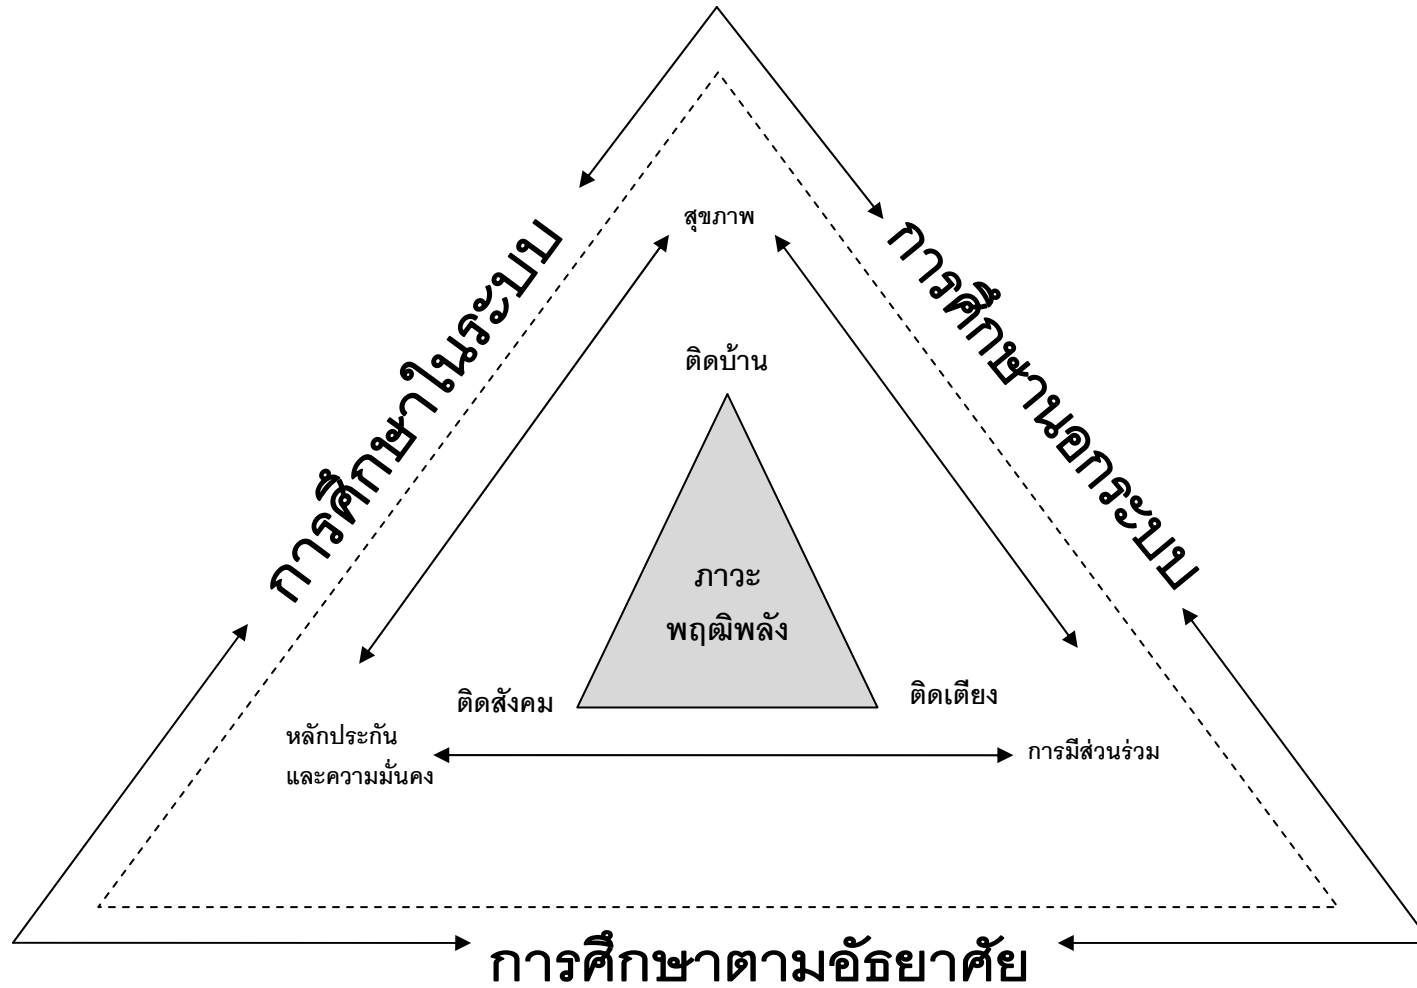 สุขภาพ
การศึกษาในระบบ
การศึกษานอกระบบ
ติดบ้าน
ภาวะ
พฤฒิพลัง
ติดสังคม
ติดเตียง
หลักประกัน
และความมั่นคง
การมีส่วนร่วม
การศึกษาตามอัธยาศัย